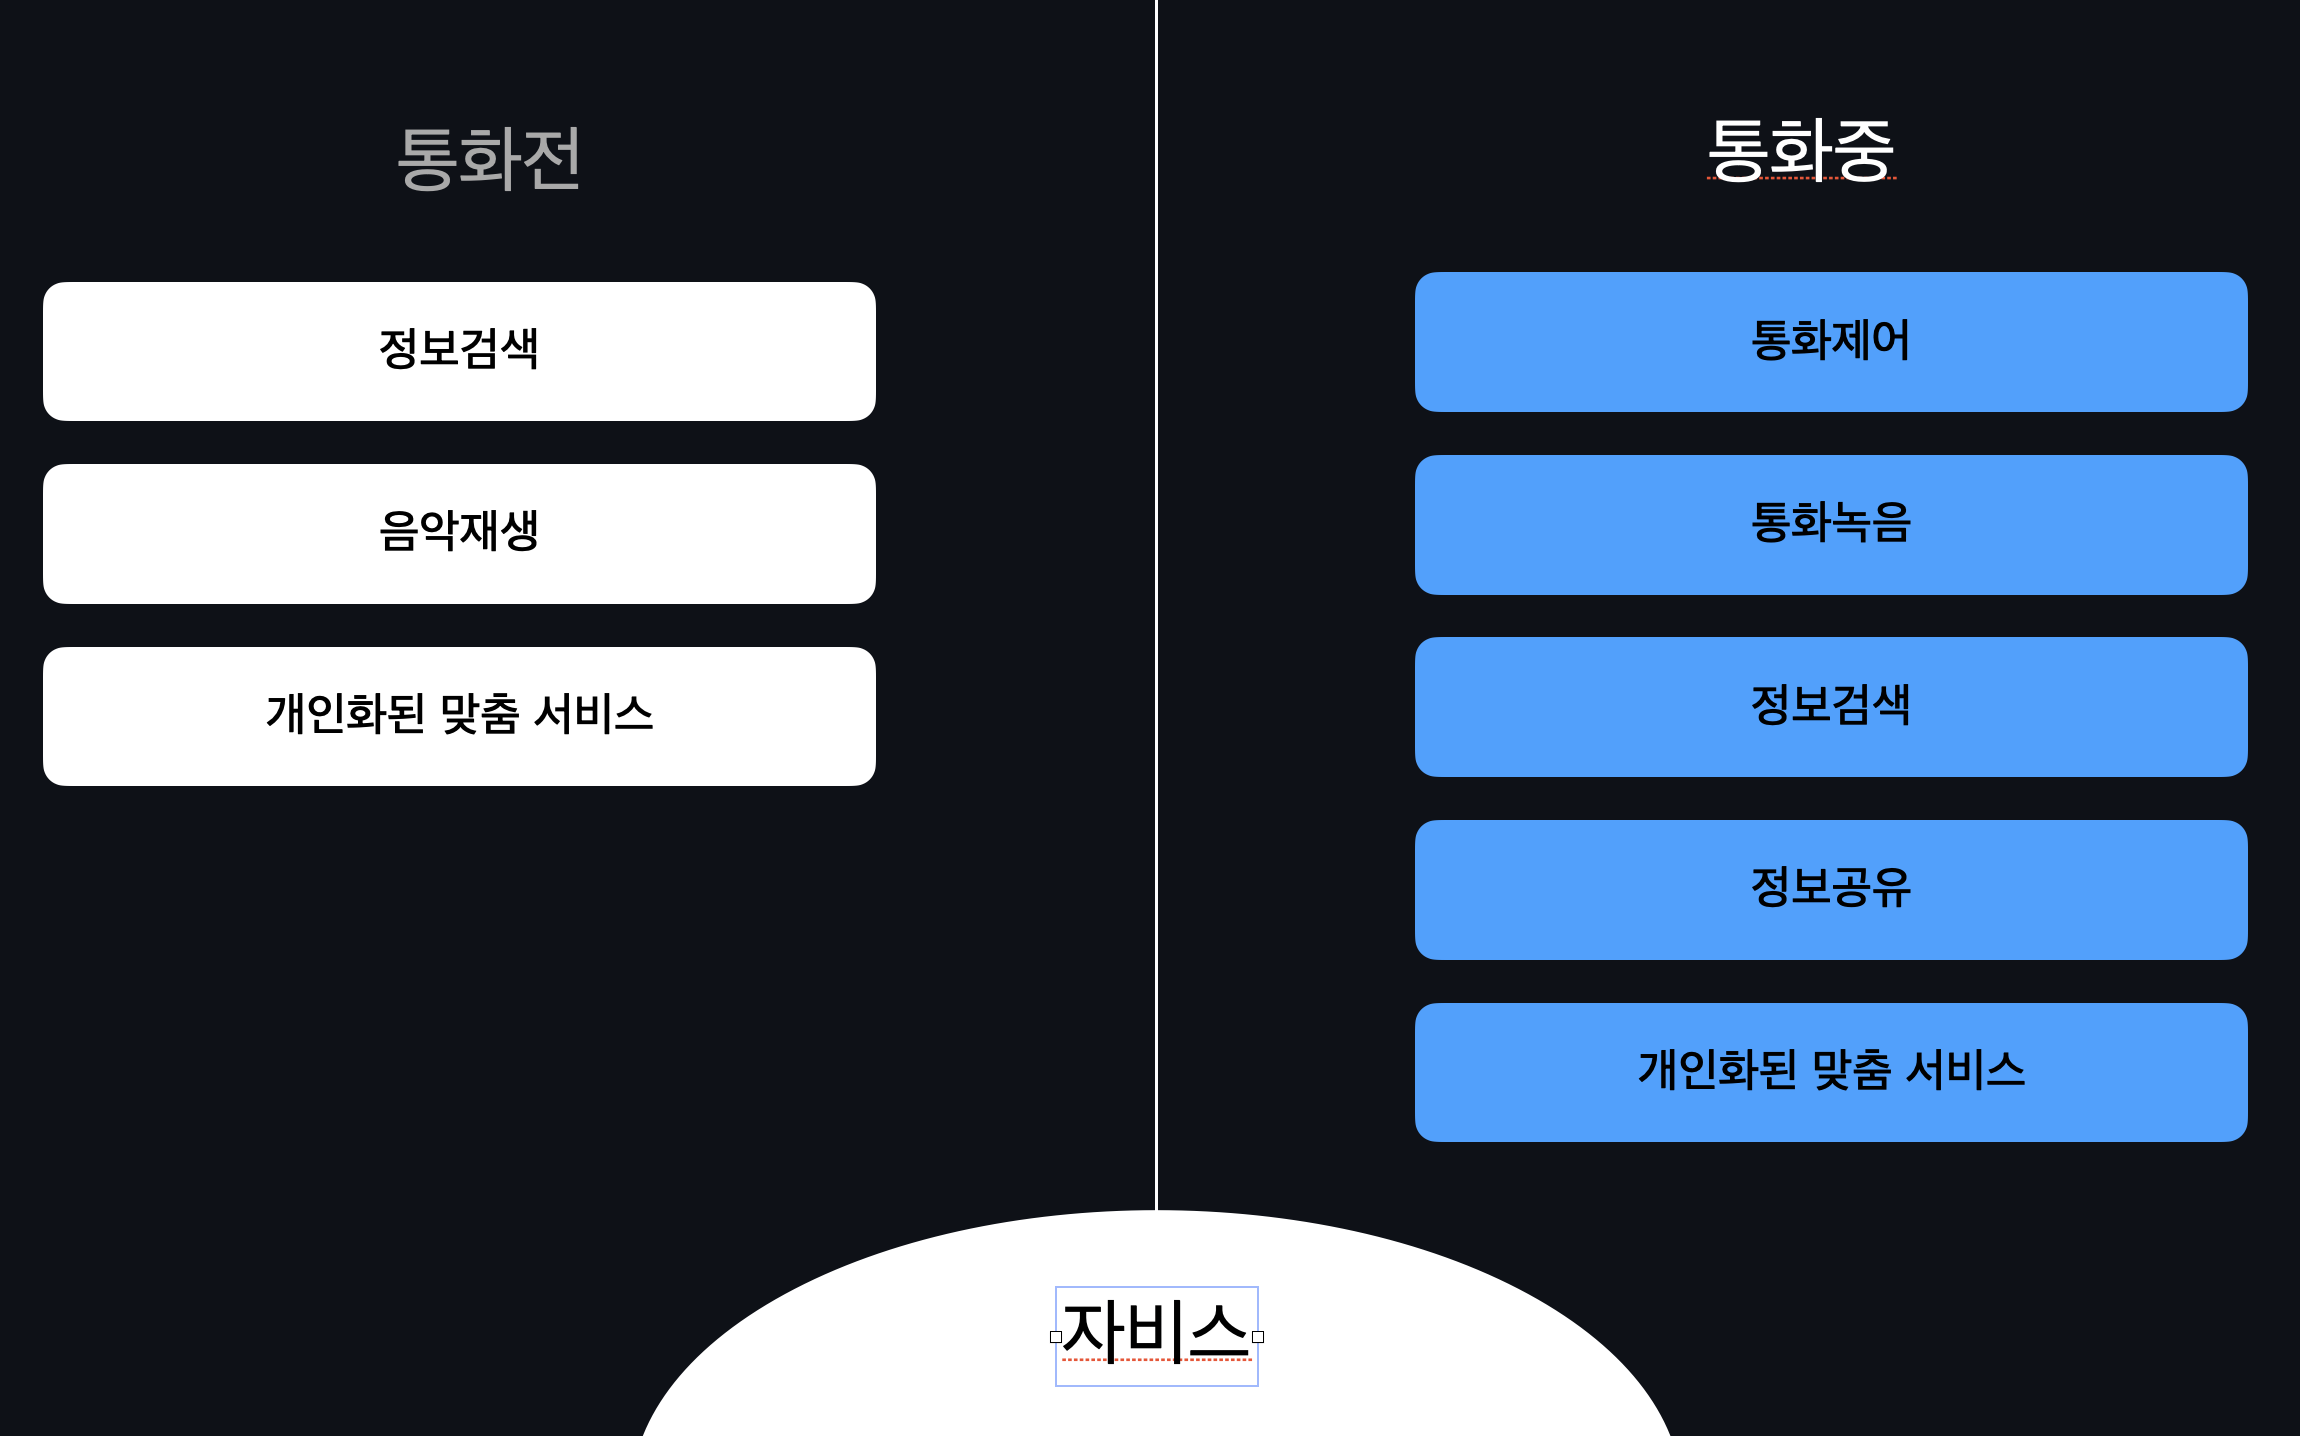 통화전
정보검색
음악재생
개인화된 맞춤 서비스
통화중
통화제어
통화녹음
정보검색
정보공유
개인화된 맞춤 서비스
자비스